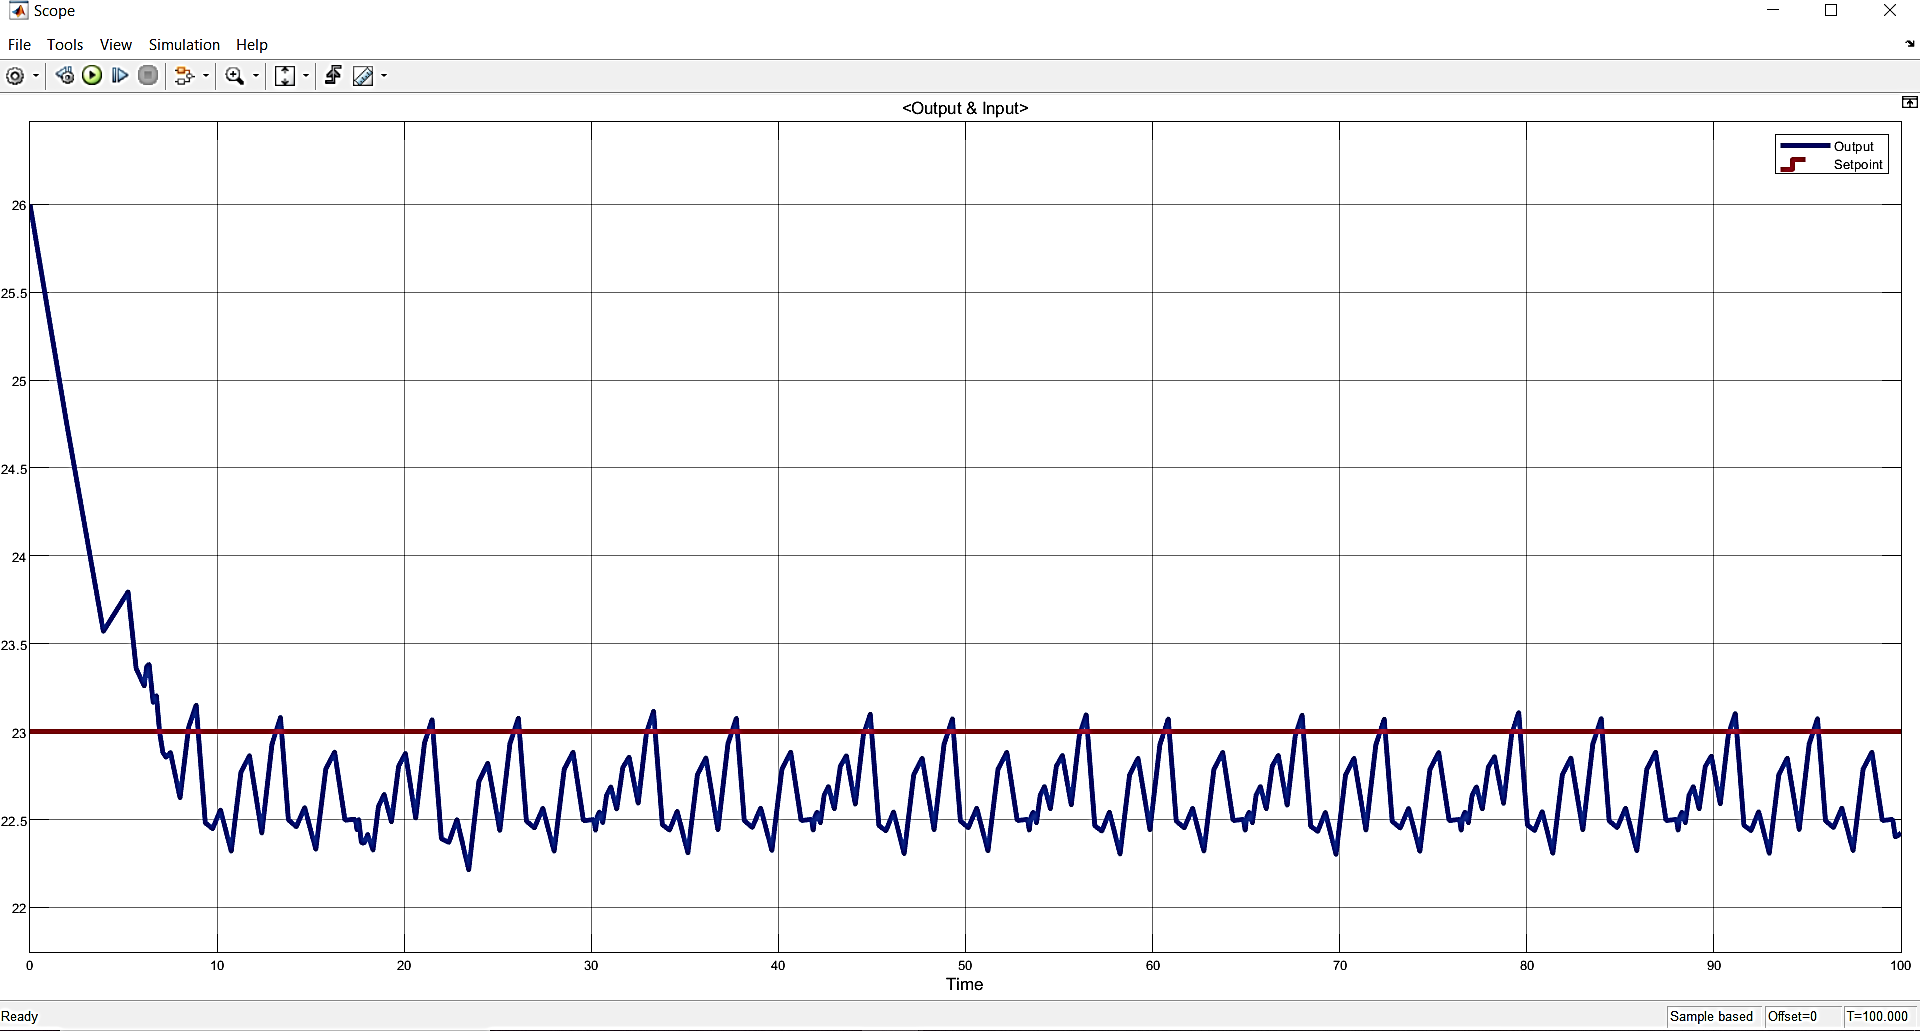 Scope
File Tools View Simulation Help
<Output & Input>
Output
Setpoint
26
25.5
25
24.5
24
23.5
23
22.5
22
0 10 20 30 40 50 60 70 80 90 100
Time
Ready Sample based Offset=0 T=100.000